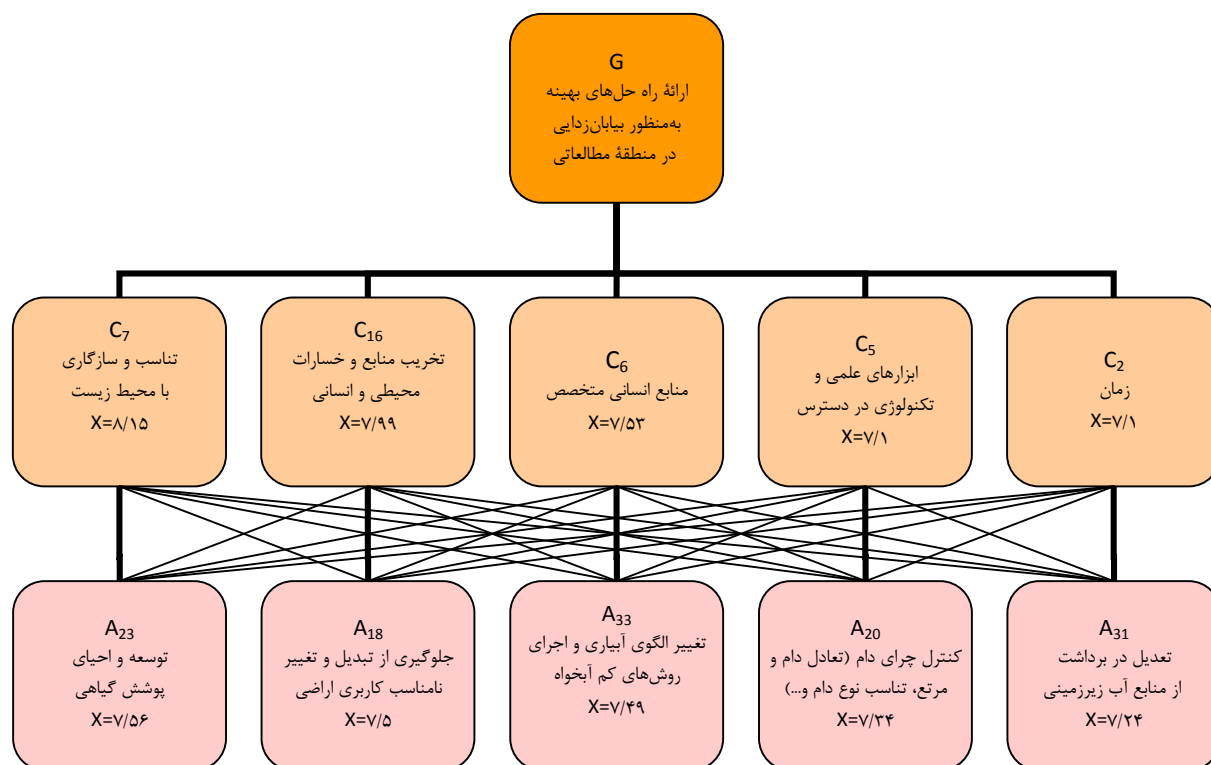 G
ارائهٔ راه حل‌های بهینه
به‌منظور بیابان‌زدایی
در منطقهٔ مطالعاتی
C7
تناسب و سازگاری
با محیط زیست
X=۸/۱۵
C16
تخریب منابع و خسارات
محیطی و انسانی
X=۷/۹۹
C6
منابع انسانی متخصص
X=۷/۵۳
C5
ابزارهای علمی و
تکنولوژی در دسترس
X=۷/۱
C2
زمان
X=۷/۱
A23
توسعه و احیای
پوشش گیاهی
X=۷/۵۶
A18
جلوگیری از تبدیل و تغییر
نامناسب کاربری اراضی
X=۷/۵
A33
تغییر الگوی آبیاری و اجرای
روش‌های کم آبخواه
X=۷/۴۹
A20
کنترل چرای دام (تعادل دام و
مرتع، تناسب نوع دام و...)
X=۷/۳۴
A31
تعدیل در برداشت
از منابع آب زیرزمینی
X=۷/۲۴